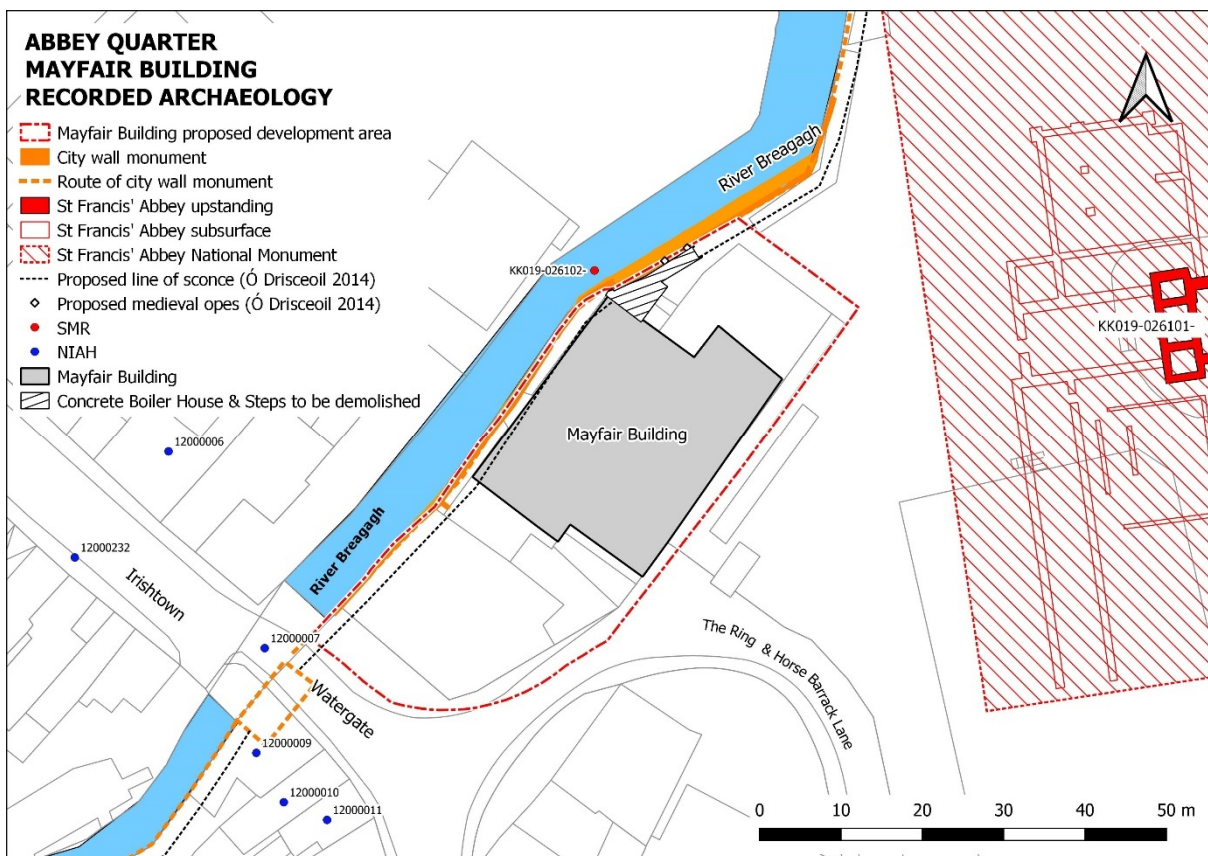 ABBEY QUARTER
MAYFAIR BUILDING
RECORDED ARCHAEOLOGY
Mayfair Building proposed development area
City wall monument
Route of city wall monument
St Francis' Abbey upstanding
St Francis' Abbey subsurface
St Francis' Abbey National Monument
Proposed line of sconce (Ó Drisceoil 2014)
Proposed medieval opes (Ó Drisceoil 2014)
SMR
NIAH
Mayfair Building
Concrete Boiler House & Steps to be demolished
River Breagagh
KK019-026102-
KK019-026101-
Mayfair Building
12000006
12000232
Irishtown
River Breagagh
12000007
Watergate
The Ring & Horse Barrack Lane
12000009
12000010
12000011
0 10 20 30 40 50 m